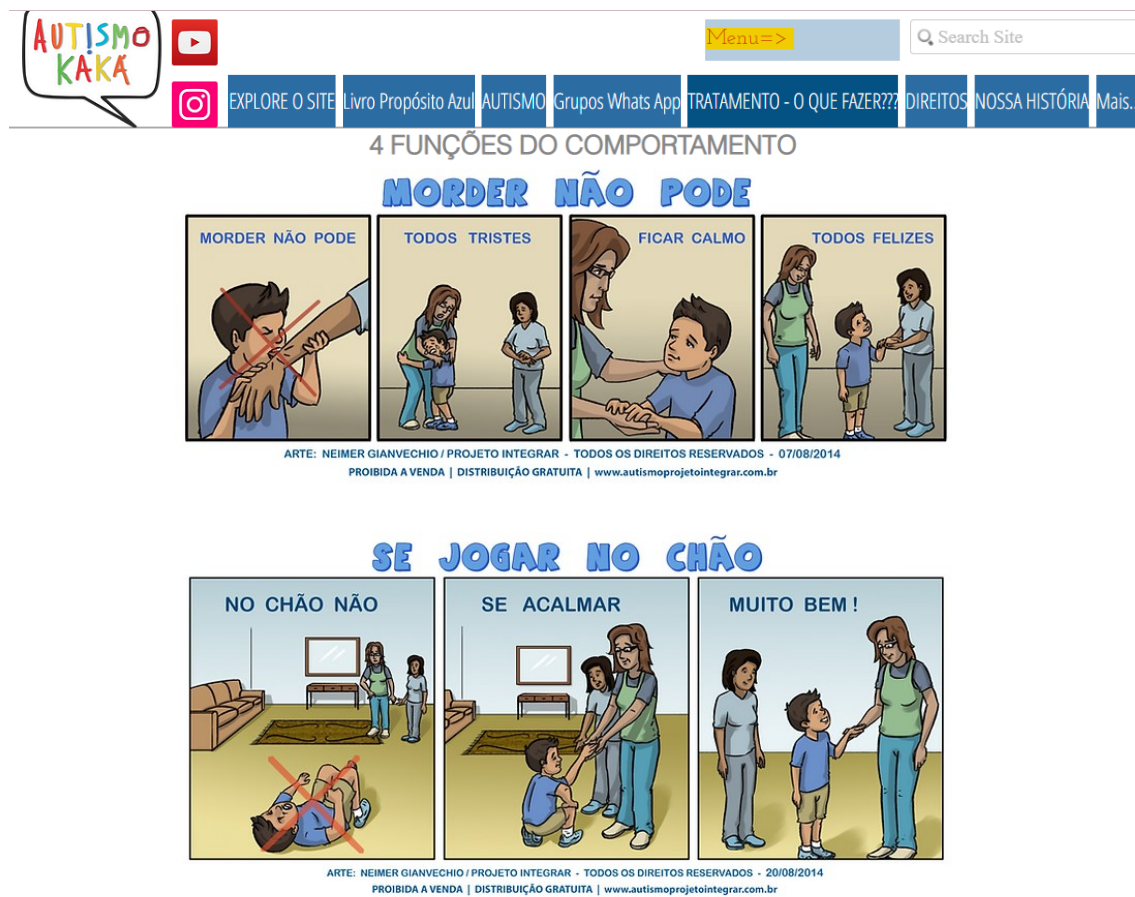 AUTISMO
KAKÁ
Menu=>
Search Site
EXPLORE O SITE Livro Propósito Azul AUTISMO Grupos Whats App TRATAMENTO - O QUE FAZER??? DIREITOS NOSSA HISTÓRIA Mais...
4 FUNÇÕES DO COMPORTAMENTO
MORDER NÃO PODE
MORDER NÃO PODE
TODOS TRISTES
FICAR CALMO
TODOS FELIZES
ARTE: NEIMER GIANVECHIO / PROJETO INTEGRAR - TODOS OS DIREITOS RESERVADOS - 07/08/2014
PROIBIDA A VENDA | DISTRIBUIÇÃO GRATUITA | www.autismoprojetointegrar.com.br
SE JOGAR NO CHÃO
NO CHÃO NÃO
SE ACALMAR
MUITO BEM !
ARTE: NEIMER GIANVECHIO / PROJETO INTEGRAR - TODOS OS DIREITOS RESERVADOS - 20/08/2014
PROIBIDA A VENDA | DISTRIBUIÇÃO GRATUITA | www.autismoprojetointegrar.com.br